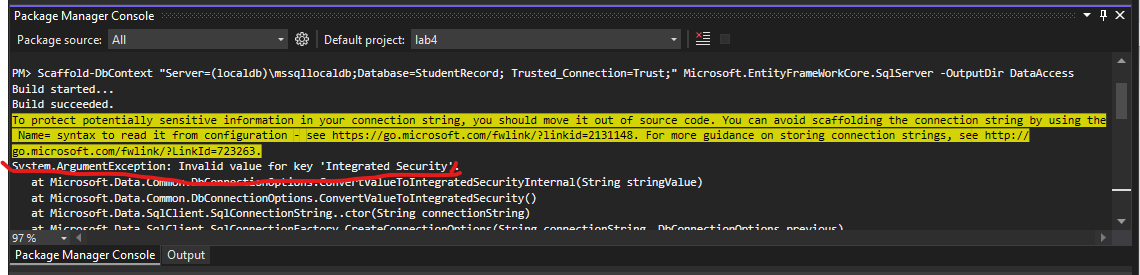 Package Manager Console
Package source: All Default project: lab4
PM> Scaffold-DbContext "Server=(localdb)\mssqllocaldb;Database=StudentRecord; Trusted_Connection=Trust;" Microsoft.EntityFrameWorkCore.SqlServer -OutputDir DataAccess
Build started...
Build succeeded.
To protect potentially sensitive information in your connection string, you should move it out of source code. You can avoid scaffolding the connection string by using the
Name= syntax to read it from configuration - see https://go.microsoft.com/fwlink/?linkid=2131148. For more guidance on storing connection strings, see http://
go.microsoft.com/fwlink/?LinkId=723263.
System.ArgumentException: Invalid value for key 'Integrated Security'.
at Microsoft.Data.Common.DbConnectionOptions.ConvertValueToIntegratedSecurityInternal(String stringValue)
at Microsoft.Data.Common.DbConnectionOptions.ConvertValueToIntegratedSecurity()
at Microsoft.Data.SqlClient.SqlConnectionString..ctor(String connectionString)
at Microsoft.Data.SqlClient.SqlConnectionFactory.CreateConnectionOptions(String connectionString, DbConnectionOptions previous)
97 %
Package Manager Console Output